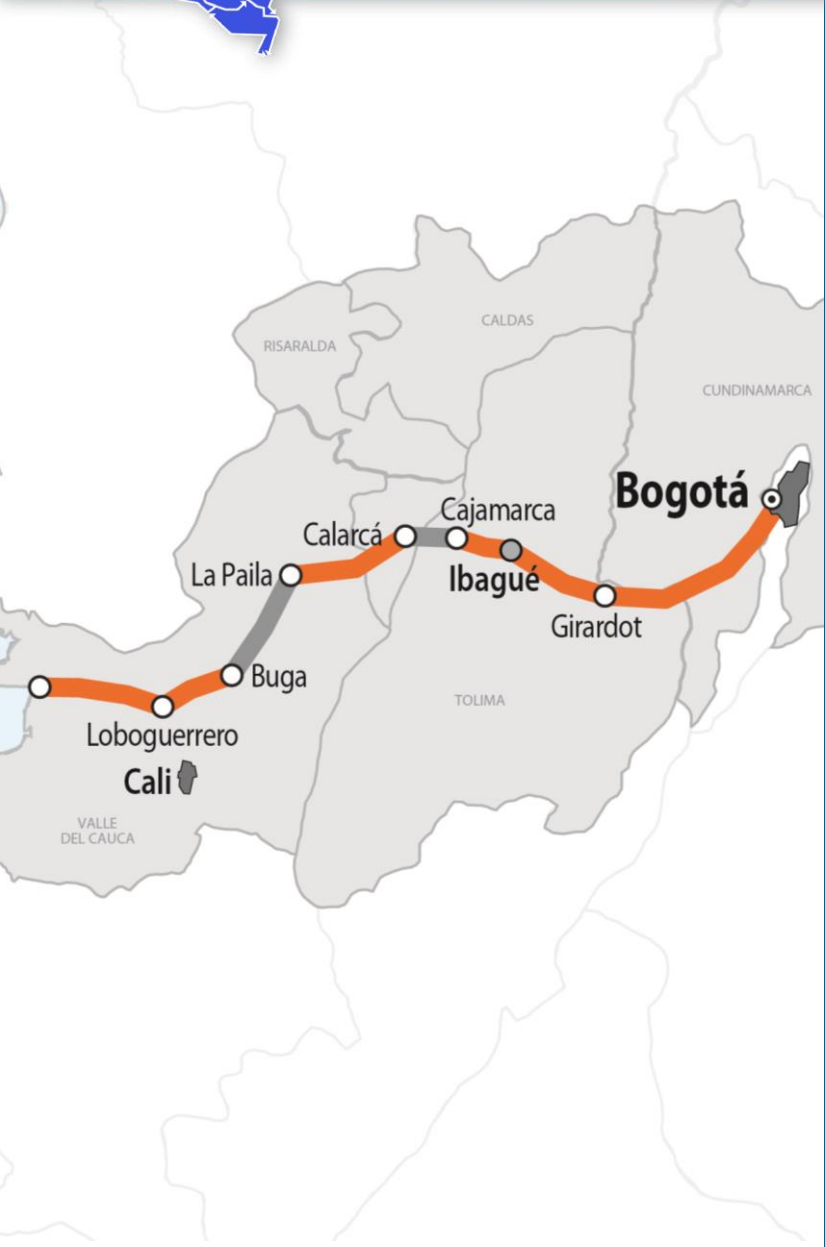 CALDAS
RISARALDA
CUNDINAMARCA
Bogotá
Cajamarca
Calarcá
La Paila
Ibagué
Girardot
Buga
TOLIMA
Loboguerrero
Cali
VALLE
DEL CAUCA